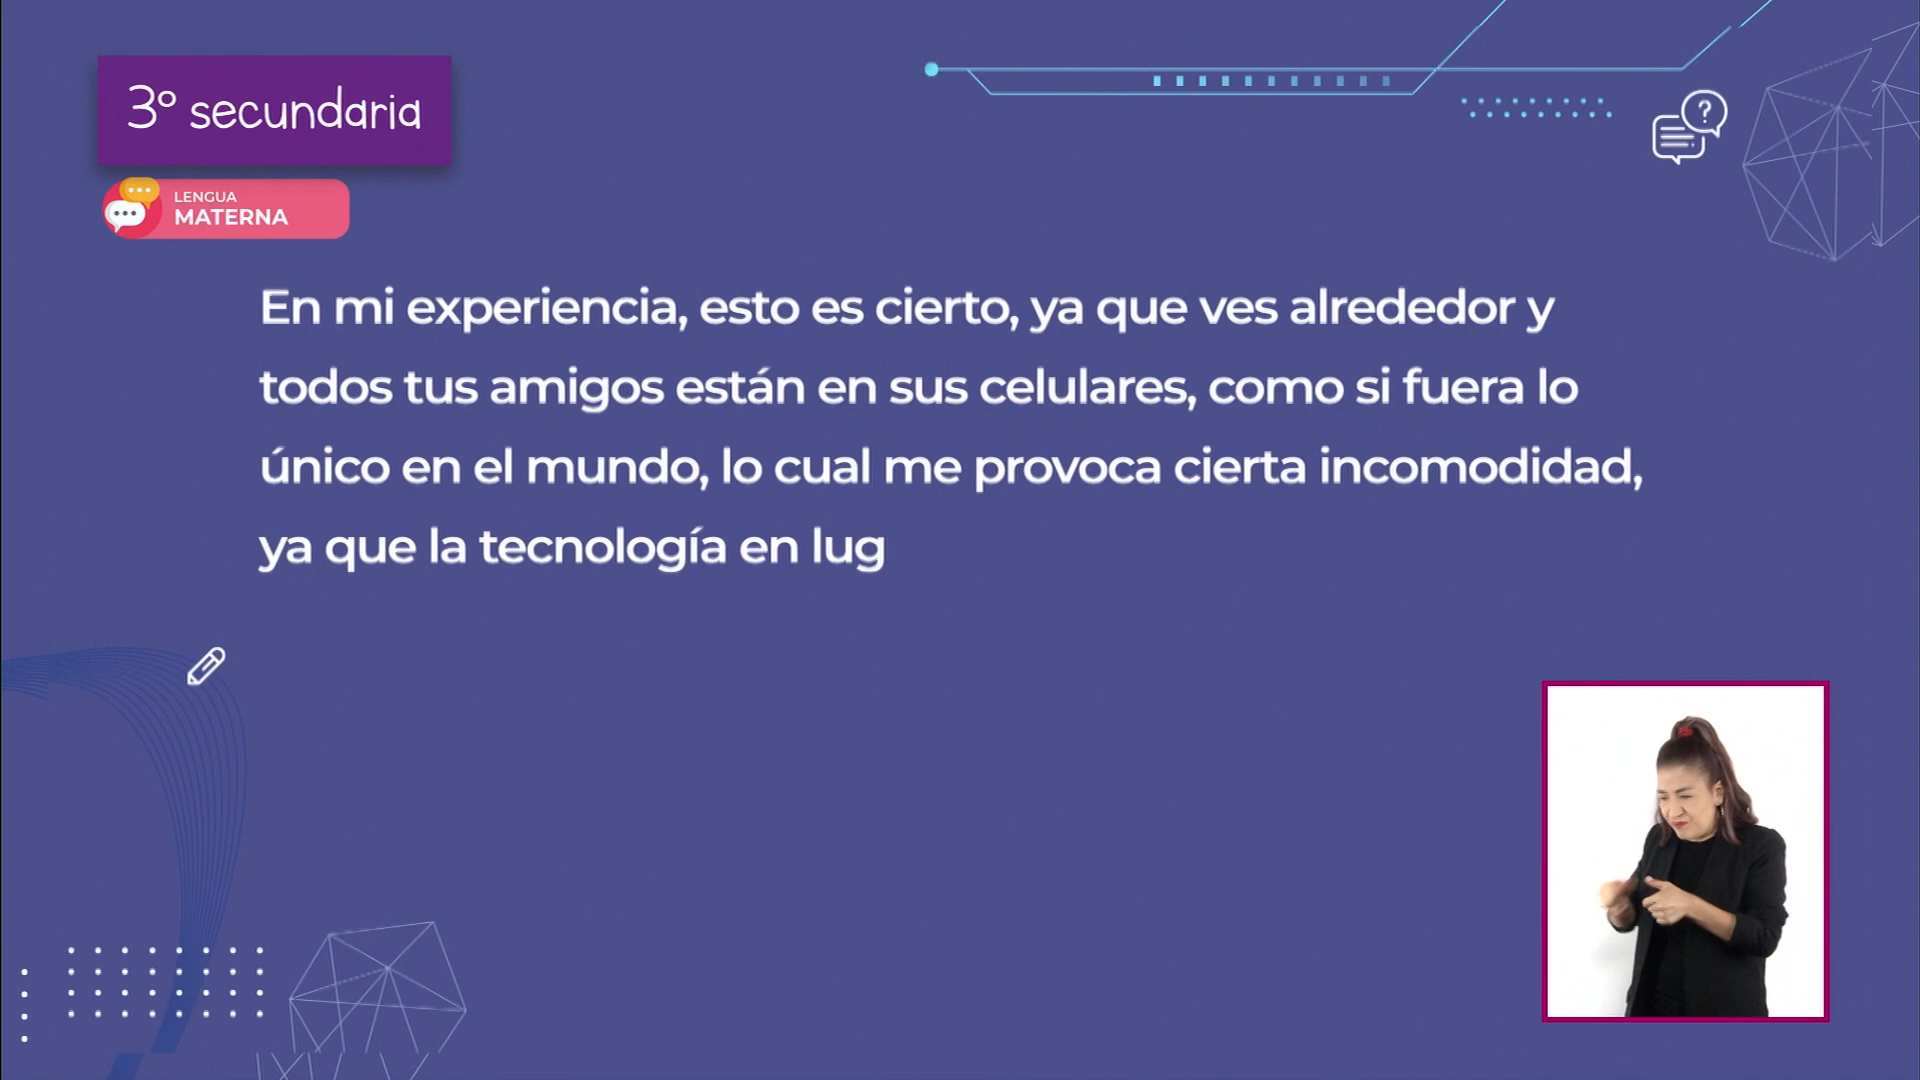 3° secundaria
LENGUA
MATERNA
En mi experiencia, esto es cierto, ya que ves alrededor y
todos tus amigos están en sus celulares, como si fuera lo
único en el mundo, lo cual me provoca cierta incomodidad,
ya que la tecnología en lug